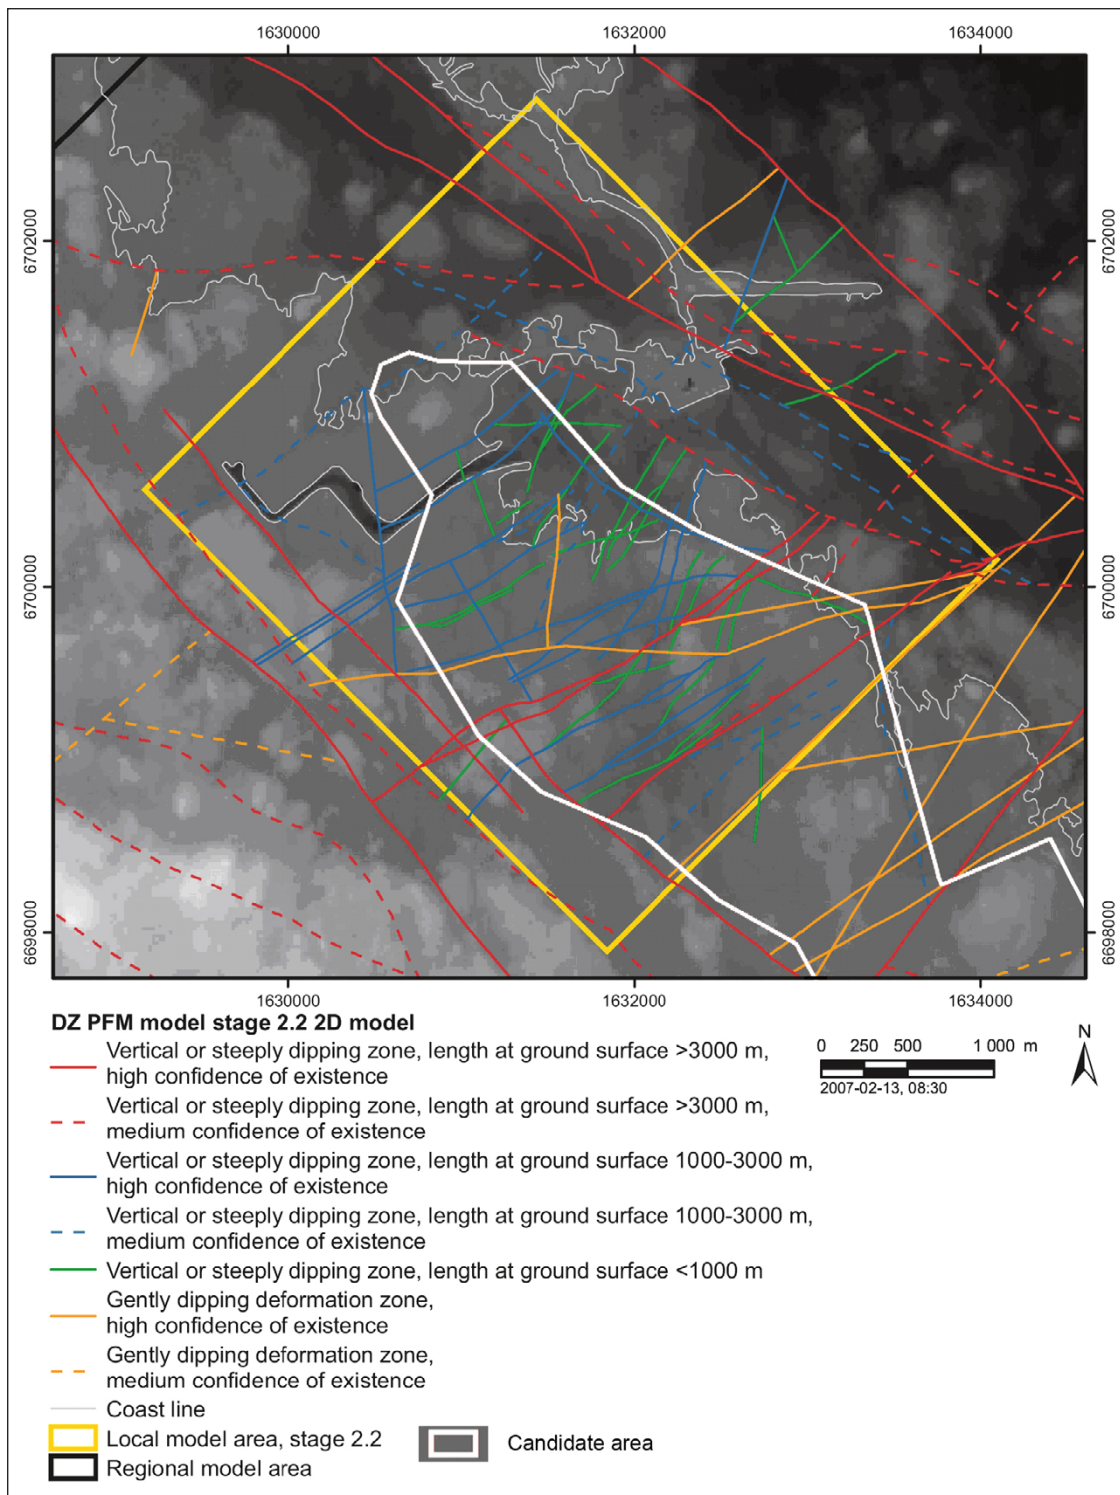 1630000 1632000 1634000
6702000 6702000
6700000 6700000
6698000 6698000
1630000 1632000 1634000
DZ PFM model stage 2.2 2D model
Vertical or steeply dipping zone, length at ground surface >3000 m,
high confidence of existence
Vertical or steeply dipping zone, length at ground surface >3000 m,
medium confidence of existence
Vertical or steeply dipping zone, length at ground surface 1000-3000 m,
high confidence of existence
Vertical or steeply dipping zone, length at ground surface 1000-3000 m,
medium confidence of existence
Vertical or steeply dipping zone, length at ground surface <1000 m
Gently dipping deformation zone,
high confidence of existence
Gently dipping deformation zone,
medium confidence of existence
Coast line
Local model area, stage 2.2
Regional model area
Candidate area
0 250 500 1 000 m
2007-02-13, 08:30
N